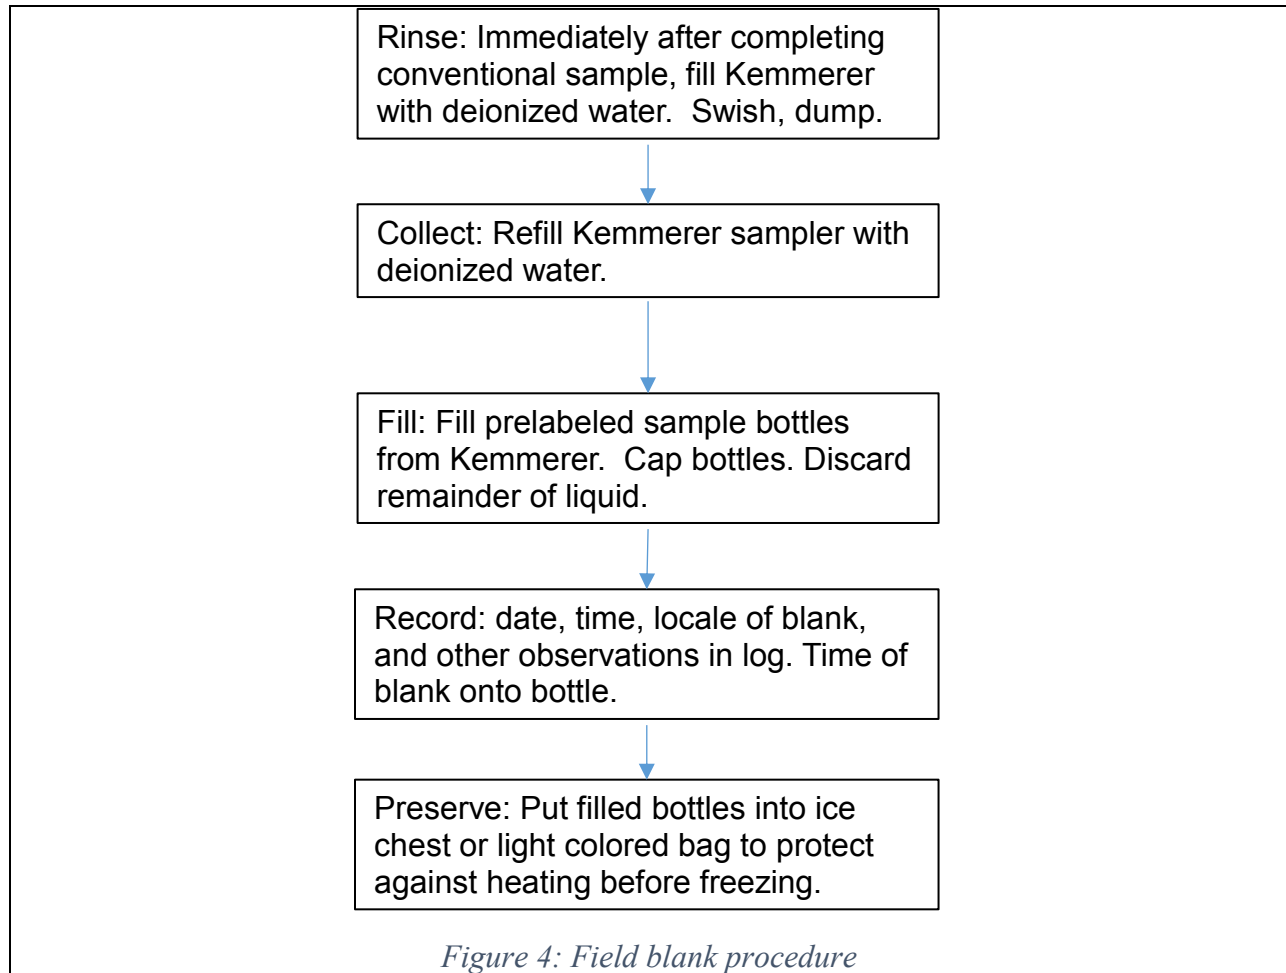 Rinse: Immediately after completing
conventional sample, fill Kemmerer
with deionized water.  Swish, dump.
Collect: Refill Kemmerer sampler with
deionized water.
Fill: Fill prelabeled sample bottles
from Kemmerer.  Cap bottles. Discard
remainder of liquid.
Record: date, time, locale of blank,
and other observations in log. Time of
blank onto bottle.
Preserve: Put filled bottles into ice
chest or light colored bag to protect
against heating before freezing.
Figure 4: Field blank procedure